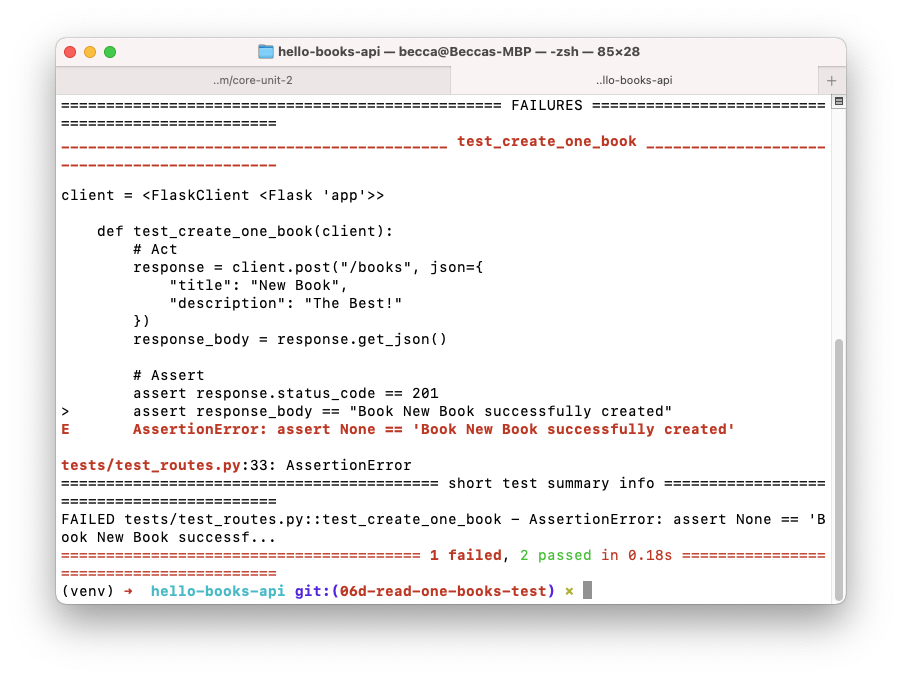 hello-books-api — becca@Beccas-MBP — -zsh — 85×28
..m/core-unit-2
..llo-books-api
+
================================================= FAILURES ==========================
========================
___________________________________________ test_create_one_book ____________________
________________________
client = <FlaskClient <Flask 'app'>>
    def test_create_one_book(client):
        # Act
        response = client.post("/books", json={
            "title": "New Book",
            "description": "The Best!"
        })
        response_body = response.get_json()
        # Assert
        assert response.status_code == 201
>       assert response_body == "Book New Book successfully created"
E       AssertionError: assert None == 'Book New Book successfully created'
tests/test_routes.py:33: AssertionError
========================================== short test summary info ==================
========================
FAILED tests/test_routes.py::test_create_one_book - AssertionError: assert None == 'B
ook New Book successf...
======================================== 1 failed, 2 passed in 0.18s ================
========================
(venv) ➜  hello-books-api git:(06d-read-one-books-test) ✗